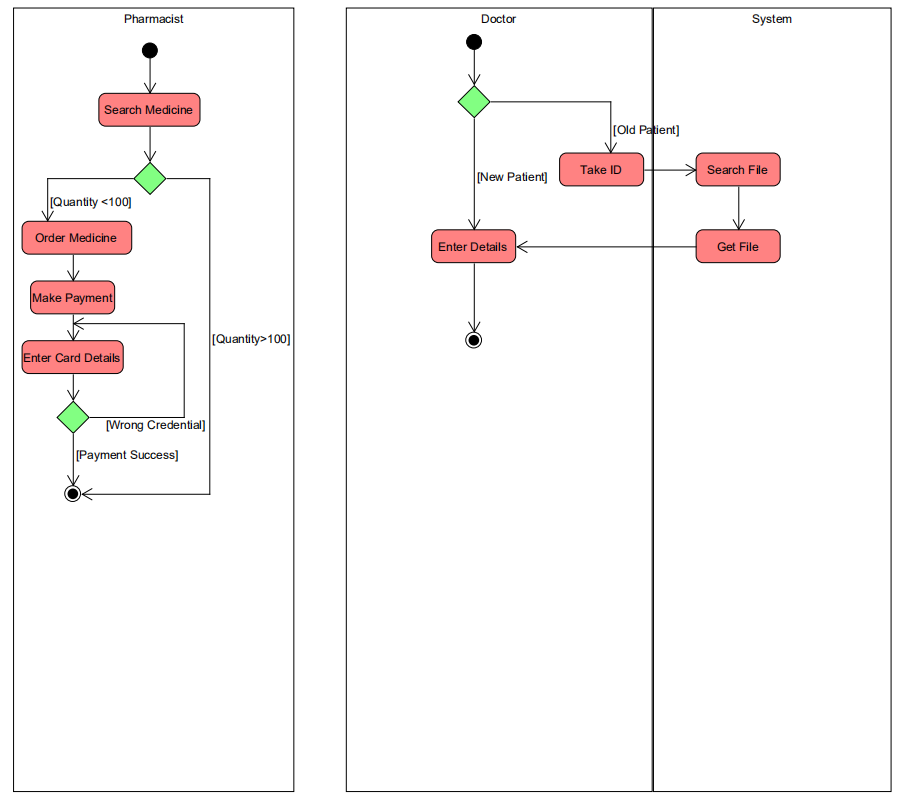 Pharmacist
Search Medicine
[Quantity <100]
Order Medicine
Make Payment
[Quantity>100]
Enter Card Details
[Wrong Credential]
[Payment Success]
Doctor
System
[Old Patient]
Take ID
Search File
[New Patient]
Enter Details
Get File